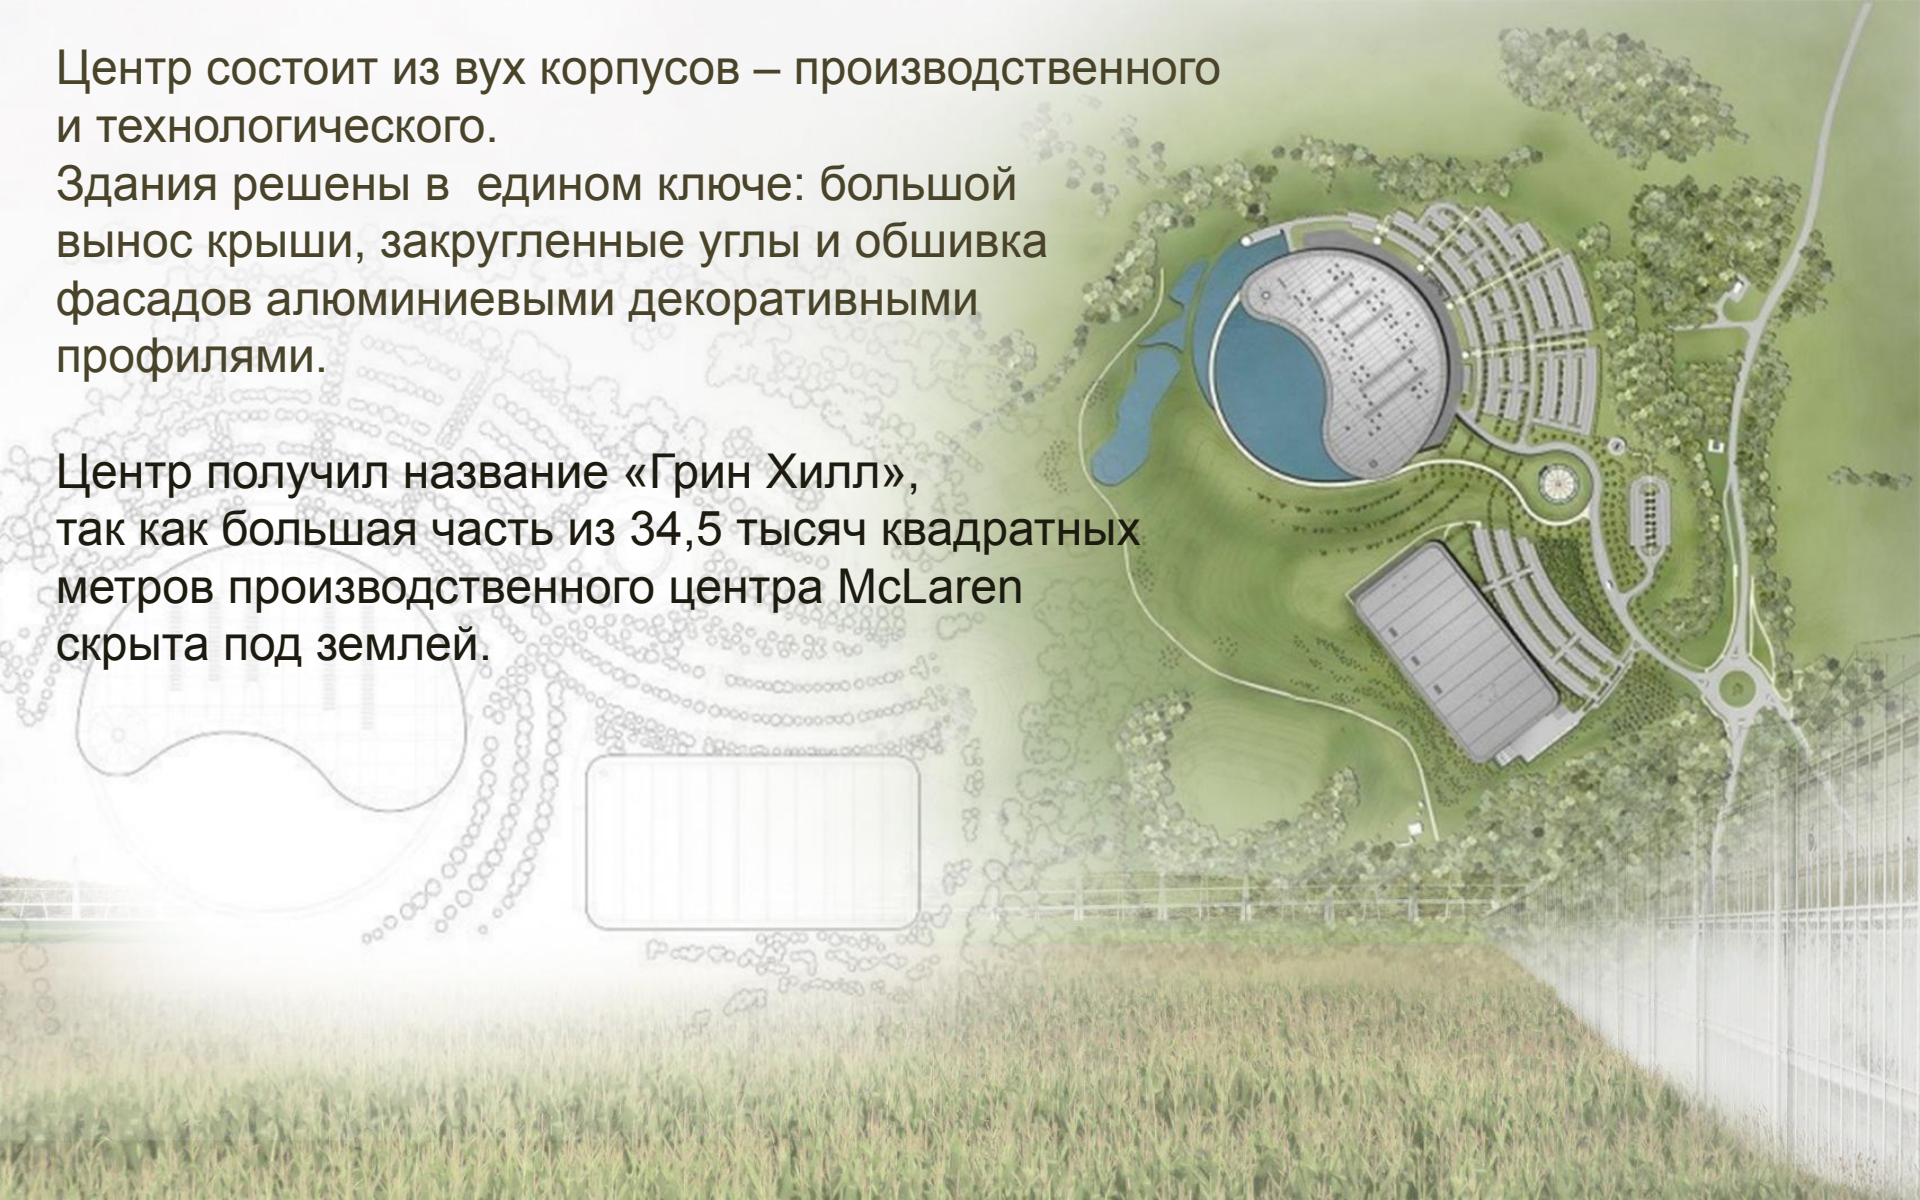 Центр состоит из вух корпусов – производственного
и технологического.
Здания решены в  едином ключе: большой
вынос крыши, закругленные углы и обшивка
фасадов алюминиевыми декоративными
профилями.
Центр получил название «Грин Хилл»,
так как большая часть из 34,5 тысяч квадратных
метров производственного центра McLaren
скрыта под землей.